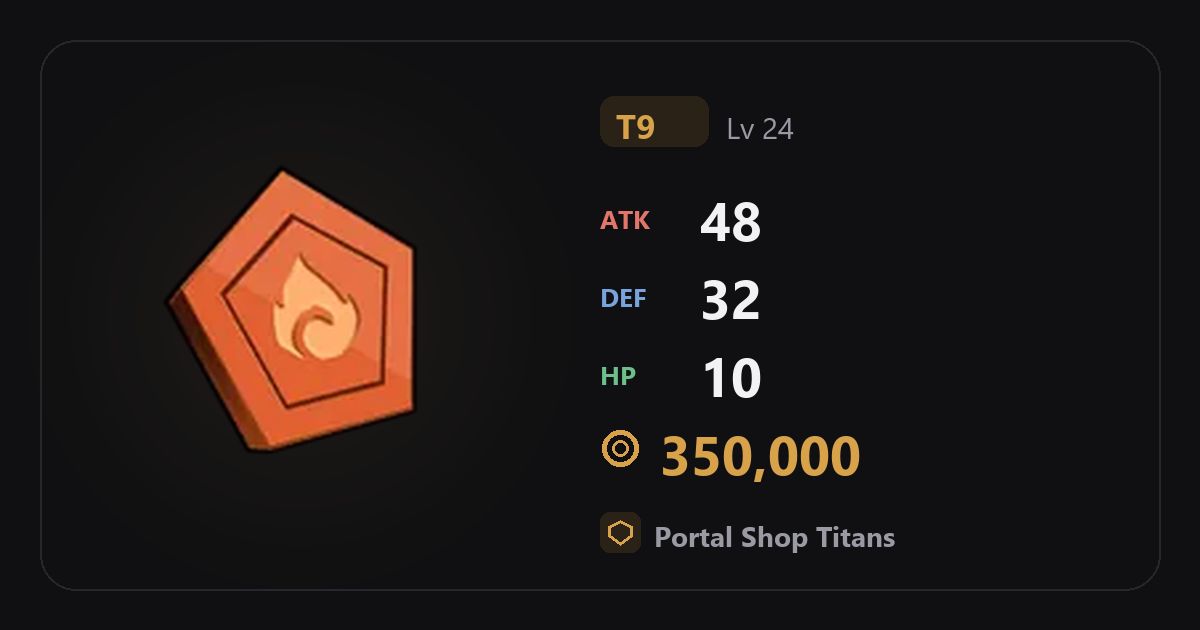 T9 Lv 24
ATK 48
DEF 32
HP 10
350,000
Portal Shop Titans